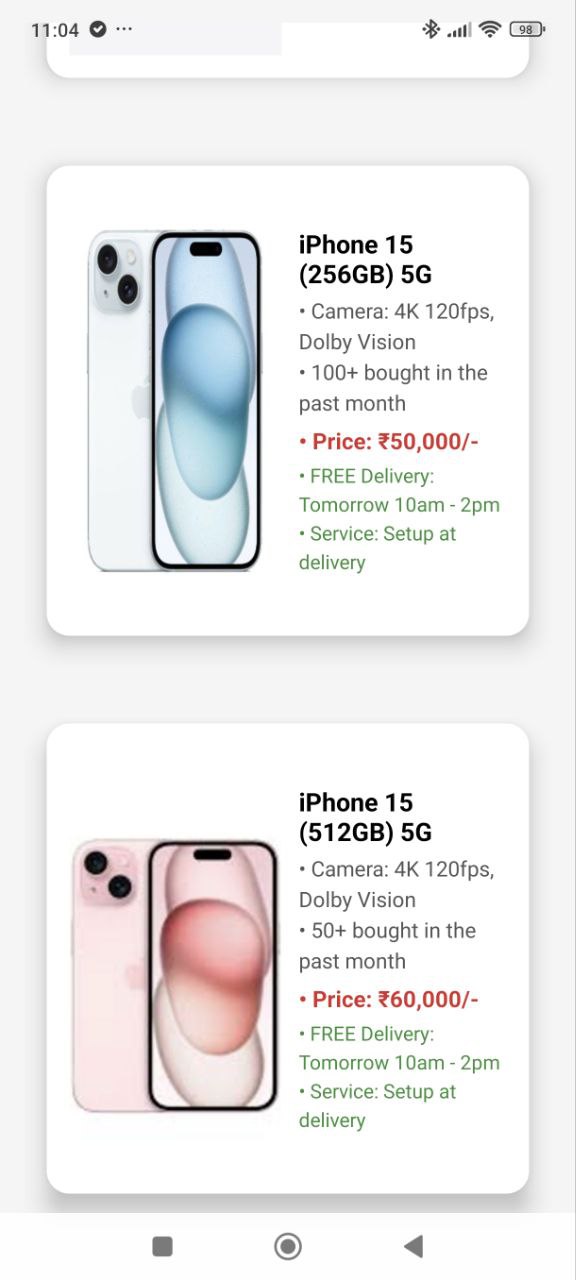 11:04
98
iPhone 15
(256GB) 5G
• Camera: 4K 120fps,
Dolby Vision
• 100+ bought in the
past month
• Price: ₹50,000/-
• FREE Delivery:
Tomorrow 10am - 2pm
• Service: Setup at
delivery
iPhone 15
(512GB) 5G
• Camera: 4K 120fps,
Dolby Vision
• 50+ bought in the
past month
• Price: ₹60,000/-
• FREE Delivery:
Tomorrow 10am - 2pm
• Service: Setup at
delivery